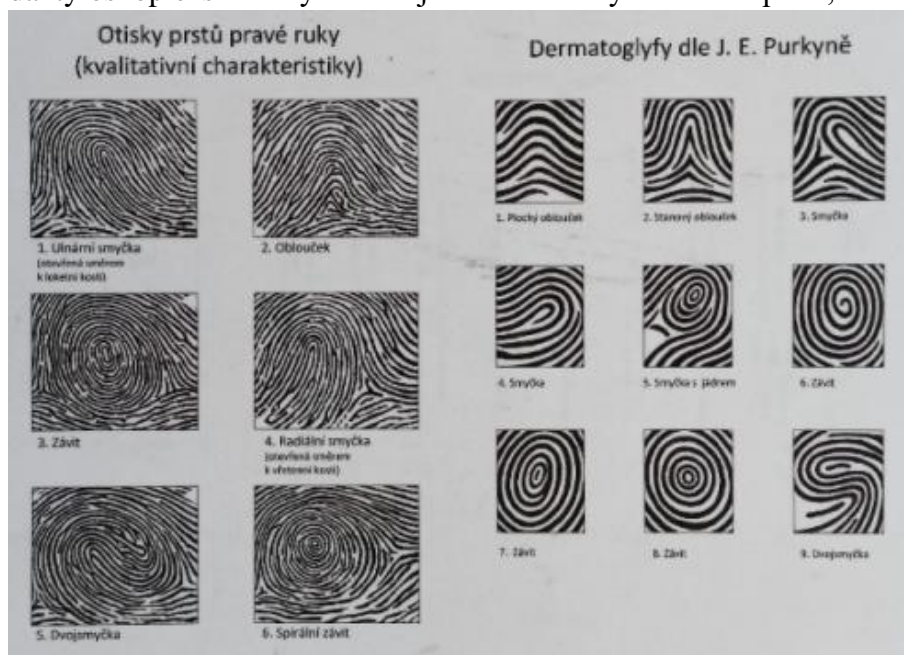 Otisky prstů pravé ruky
(kvalitativní charakteristiky)
1. Ulnární smyčka
(otevřená směrem
k loketní kosti)
2. Oblouček
3. Závit
4. Radiální smyčka
(otevřená směrem
k vřetenní kosti)
5. Dvojsmyčka
6. Spirální závit
Dermatoglyfy dle J. E. Purkyně
1. Plochý oblouček
2. Stanový oblouček
3. Smyčka
4. Smyčka
5. Smyčka s jádrem
6. Závit
7. Závit
8. Závit
9. Dvojsmyčka